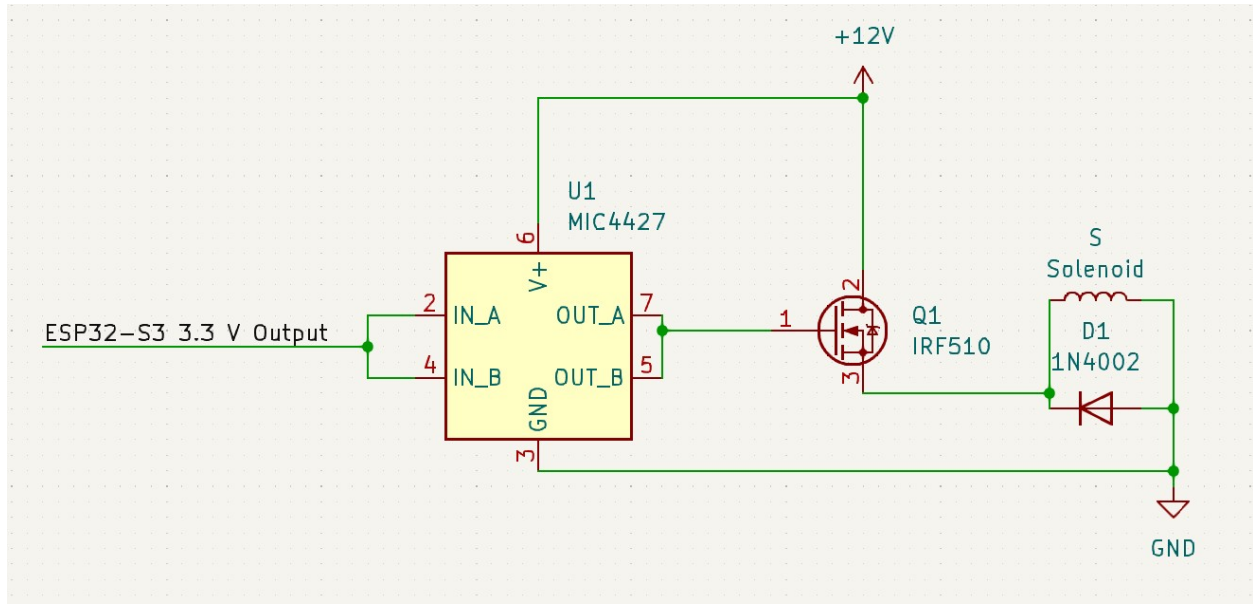 +12V
U1
MIC4427
6
V+
S
Solenoid
2
IN_A
OUT_A
7
ESP32-S3 3.3 V Output
4
IN_B
OUT_B
5
GND
3
1
2
3
Q1
IRF510
D1
1N4002
GND